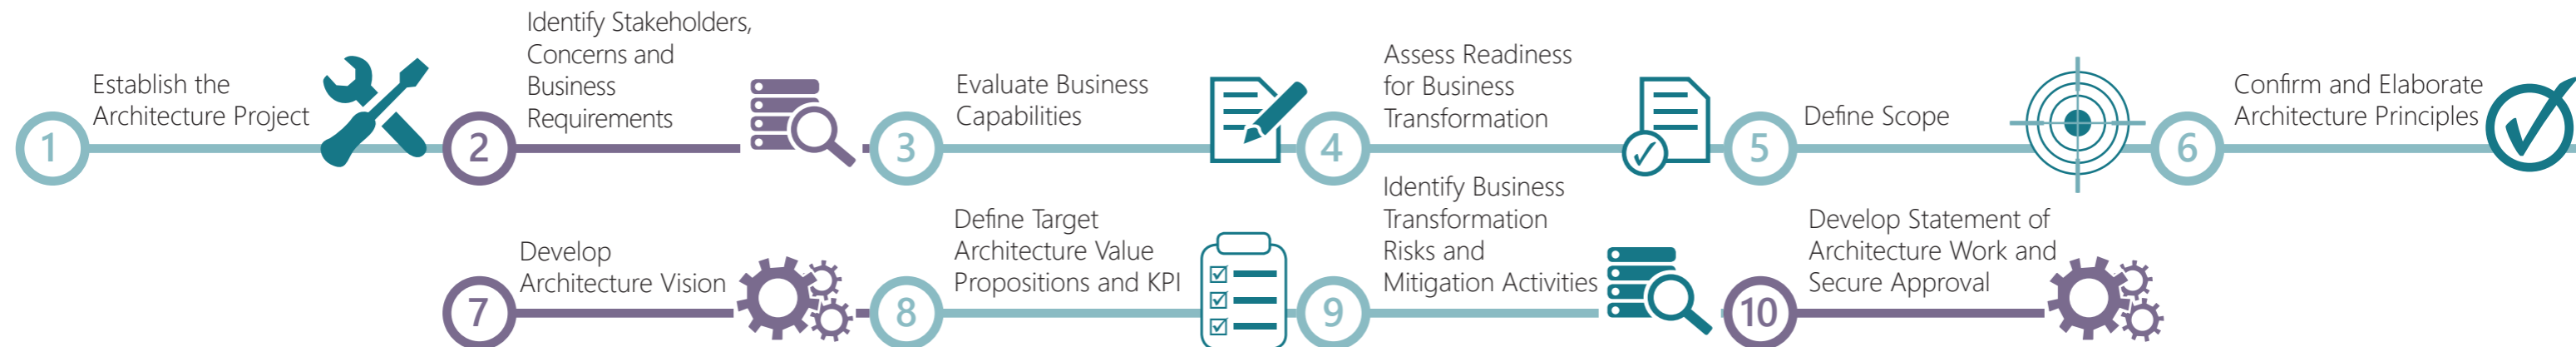 1
Establish the
Architecture Project
2
Identify Stakeholders,
Concerns and
Business
Requirements
3
Evaluate Business
Capabilities
4
Assess Readiness
for Business
Transformation
5
Define Scope
6
Confirm and Elaborate
Architecture Principles
7
Develop
Architecture Vision
8
Define Target
Architecture Value
Propositions and KPI
9
Identify Business
Transformation
Risks and
Mitigation Activities
10
Develop Statement of
Architecture Work and
Secure Approval